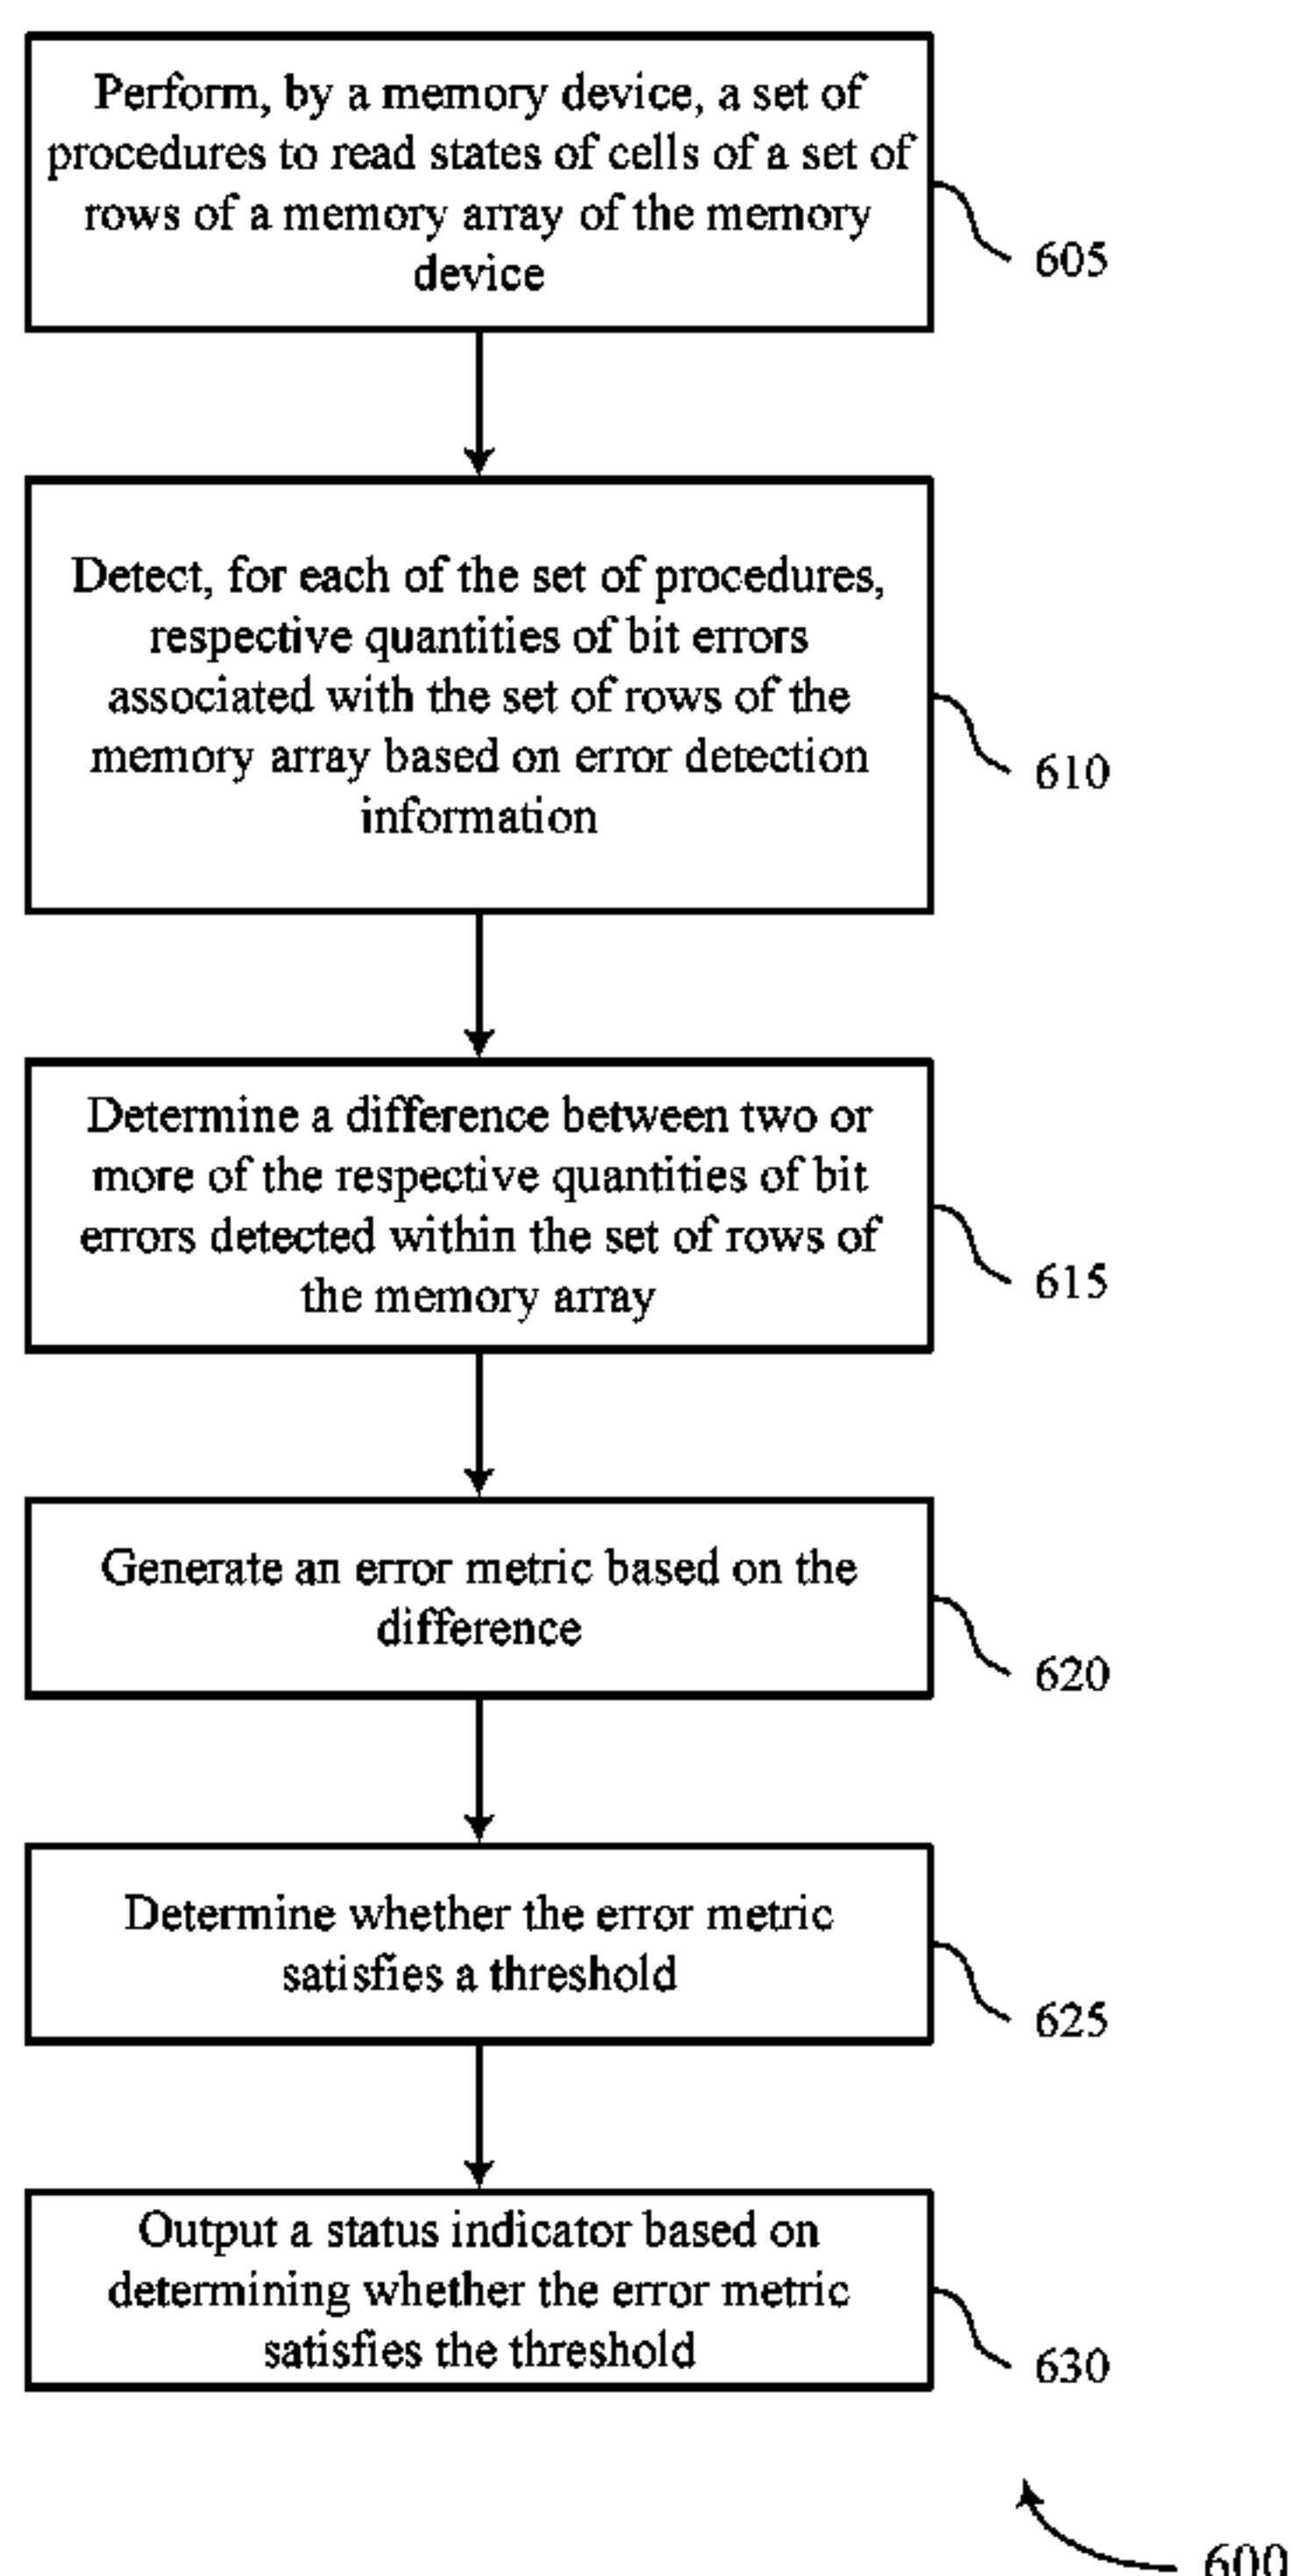 Perform, by a memory device, a set of
procedures to read states of cells of a set of
rows of a memory array of the memory
device
605
Detect, for each of the set of procedures,
respective quantities of bit errors
associated with the set of rows of the
memory array based on error detection
information
610
Determine a difference between two or
more of the respective quantities of bit
errors detected within the set of rows of
the memory array
615
Generate an error metric based on the
difference
620
Determine whether the error metric
satisfies a threshold
625
Output a status indicator based on
determining whether the error metric
satisfies the threshold
630
600